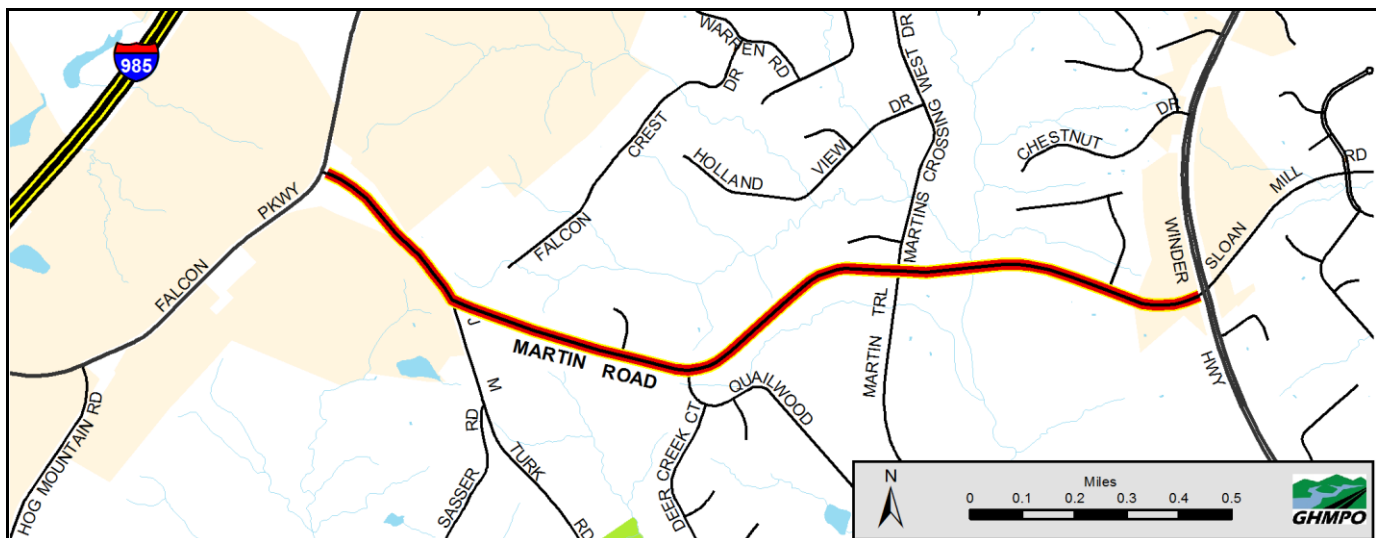 985
WARREN RD
FALCON CREST DR
HOLLAND VIEW DR
MARTINS CROSSING WEST DR
CHESTNUT DR
SLOAN MILL RD
WINDER HWY
FALCON PKWY
MARTIN ROAD
J M TURK RD
MARTIN TRL
QUAILWOOD
DEER CREEK CT
SASSER RD
HOG MOUNTAIN RD
N
Miles
0 0.1 0.2 0.3 0.4 0.5
GHMPO